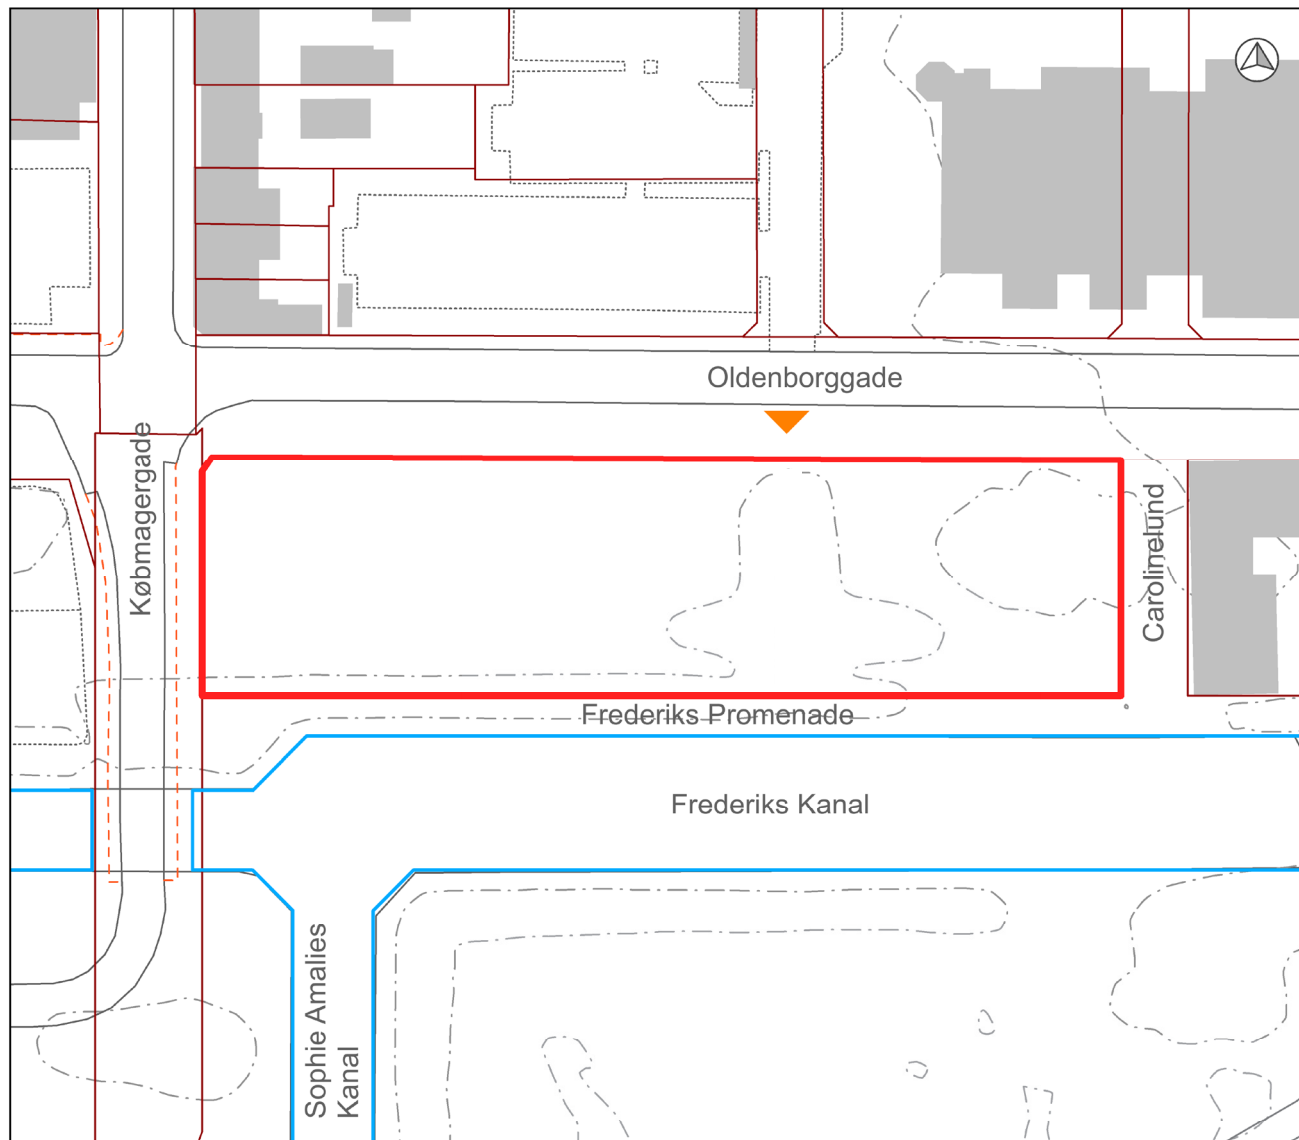 Oldenborggade
Købmagergade
Carolinelund
Frederiks Promenade
Frederiks Kanal
Sophie Amalies
Kanal